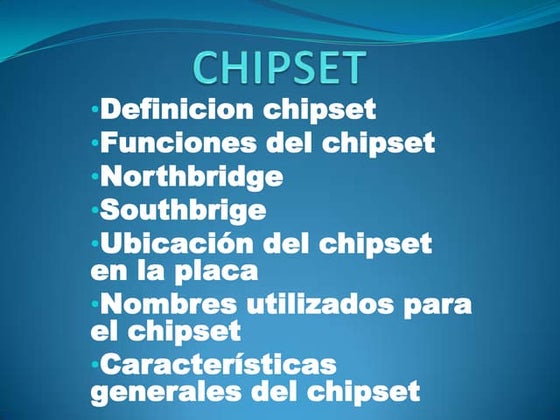 CHIPSET
•Definicion chipset
•Funciones del chipset
•Northbridge
•Southbrige
•Ubicación del chipset
en la placa
•Nombres utilizados para
el chipset
•Características
generales del chipset